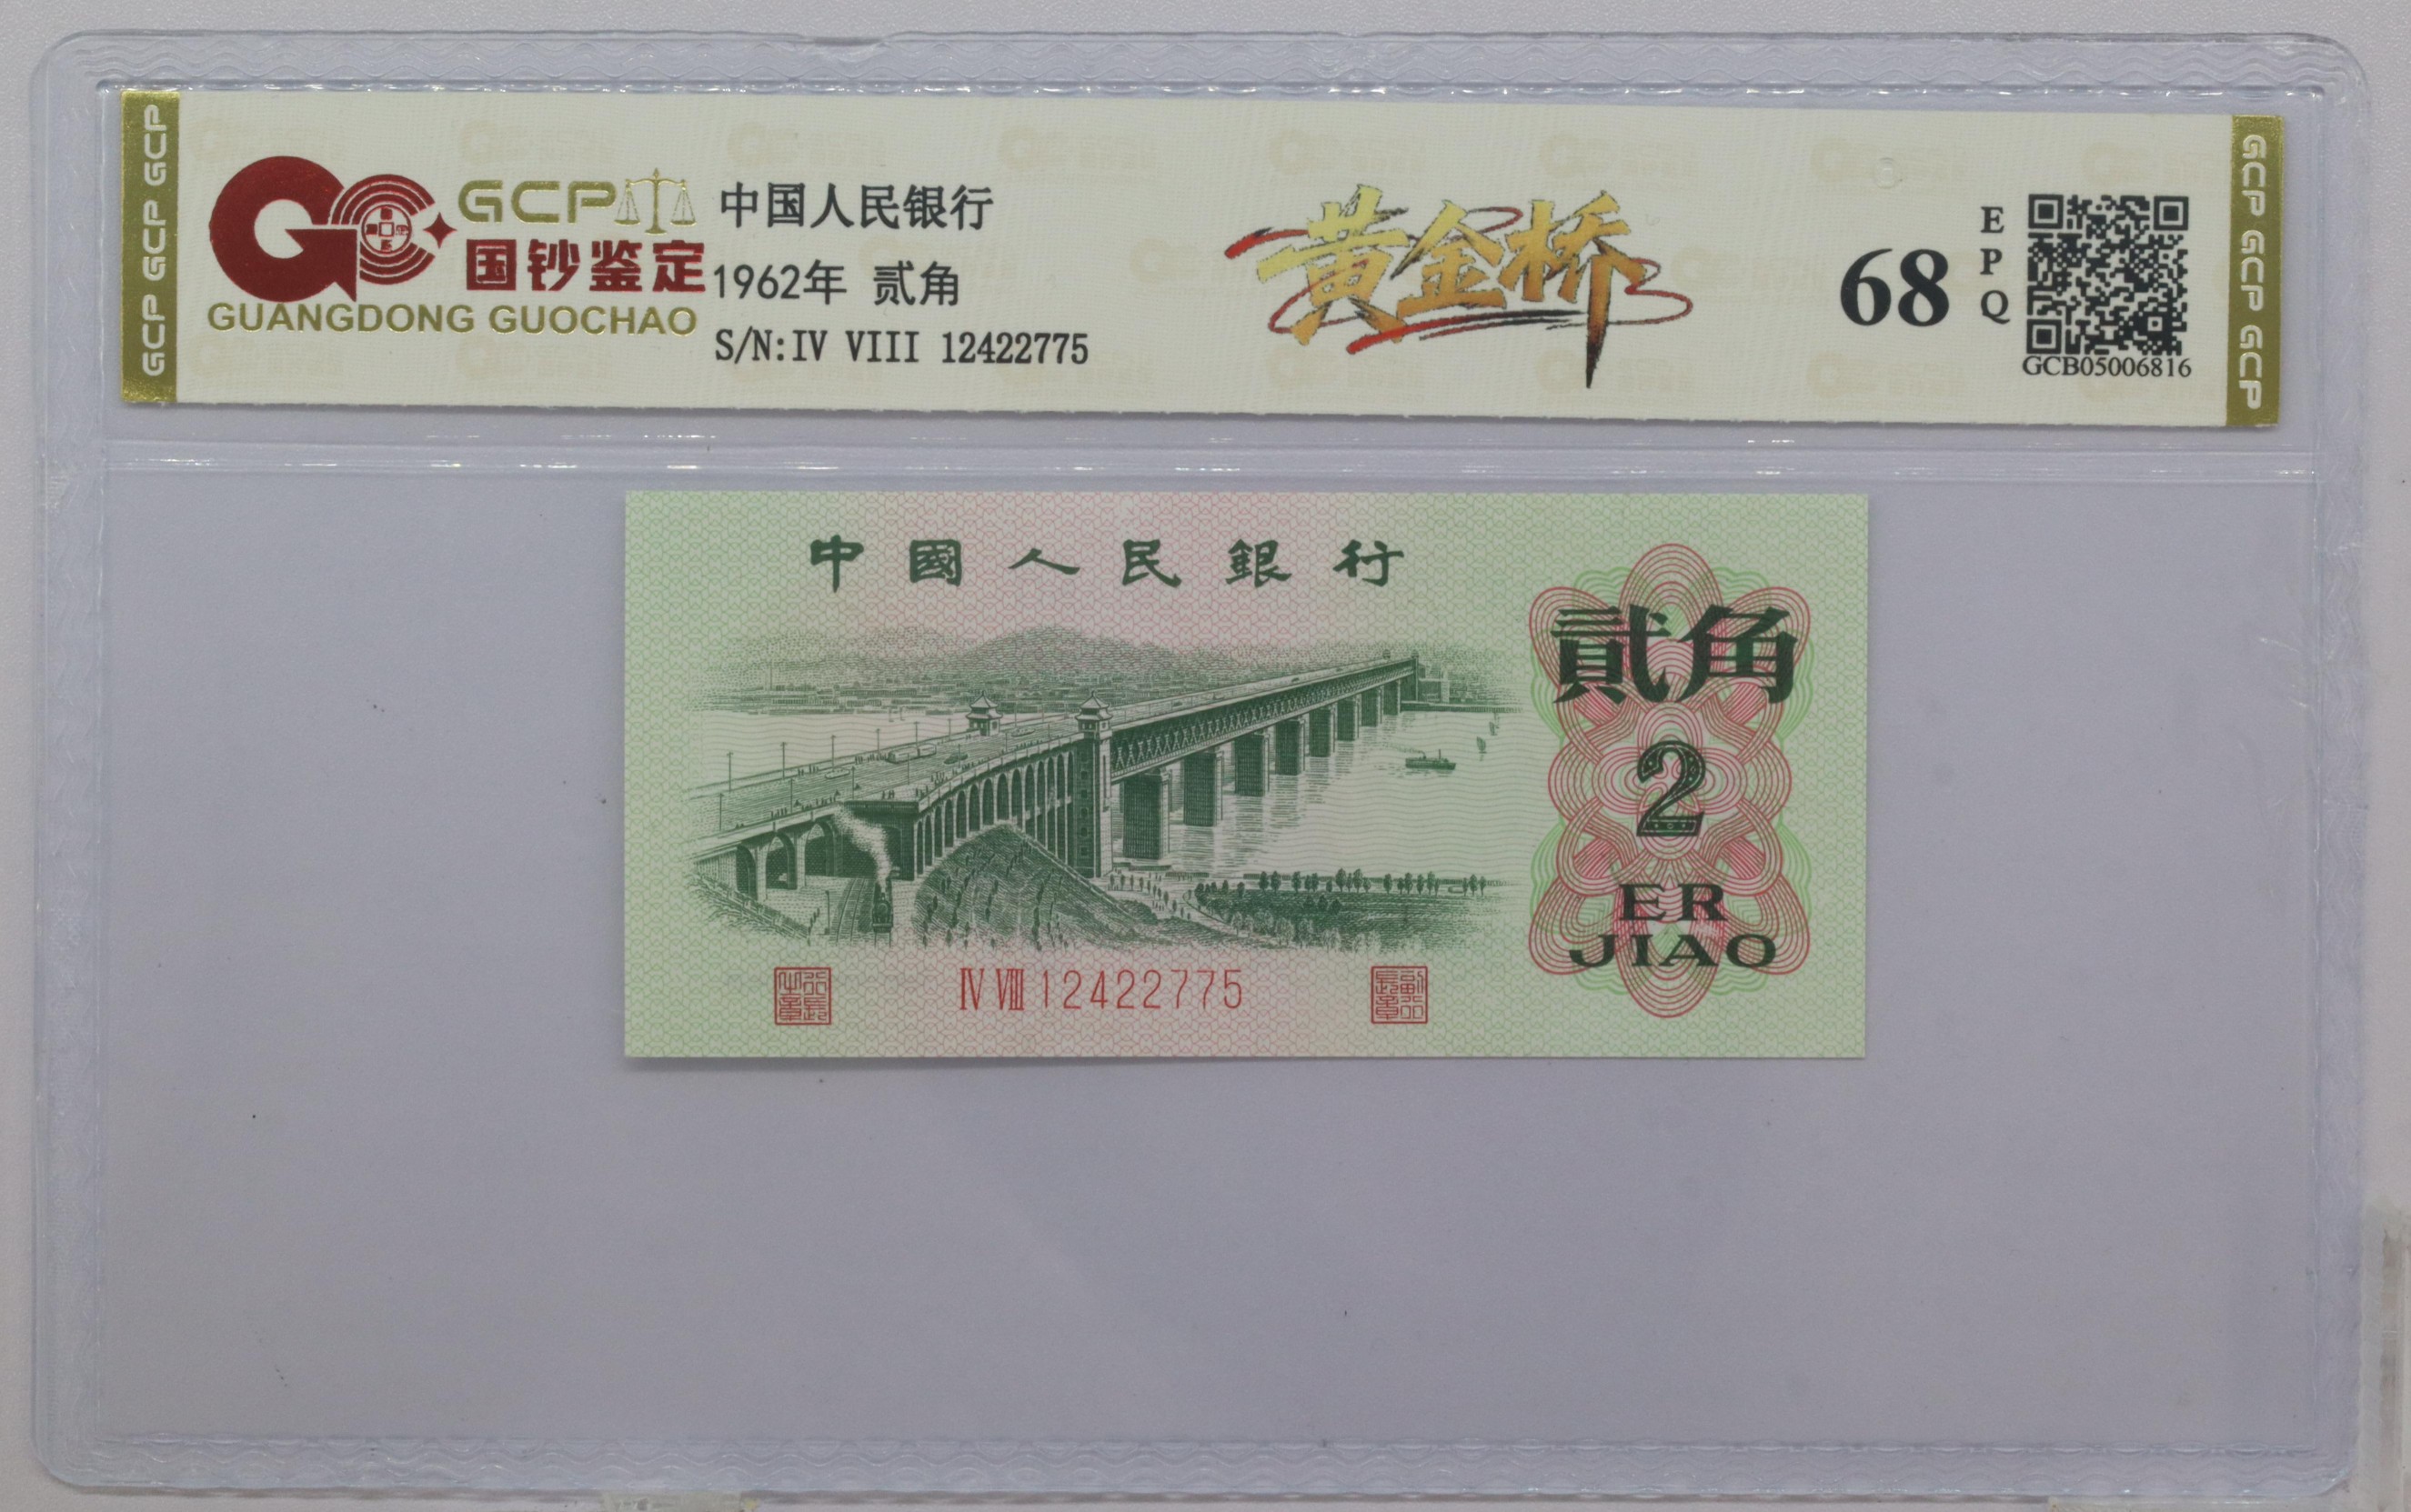 GCP GCP GCP
GCP
国钞鉴定
GUANGDONG GUOCHAO
中国人民银行
1962年 贰角
S/N:IV VIII 12422775
黄金桥
68
EPQ
GCB05006816
GCP GCP GCP
中國人民銀行
貳角
2
ER
JIAO
IV VIII 12422775